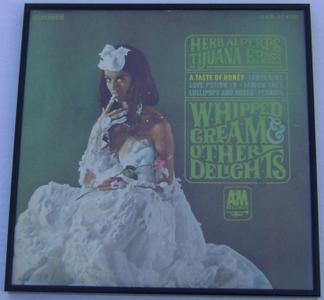 STEREO
HERB ALPERT'S
TIJUANA BRASS
A TASTE OF HONEY • TANGERINE
LOVE POTION • 9 • LEMON TREE
LOLLIPOPS AND ROSES • PEANUTS
WHIPPED
CREAM &
OTHER
DELIGHTS
A&M
RECORDS